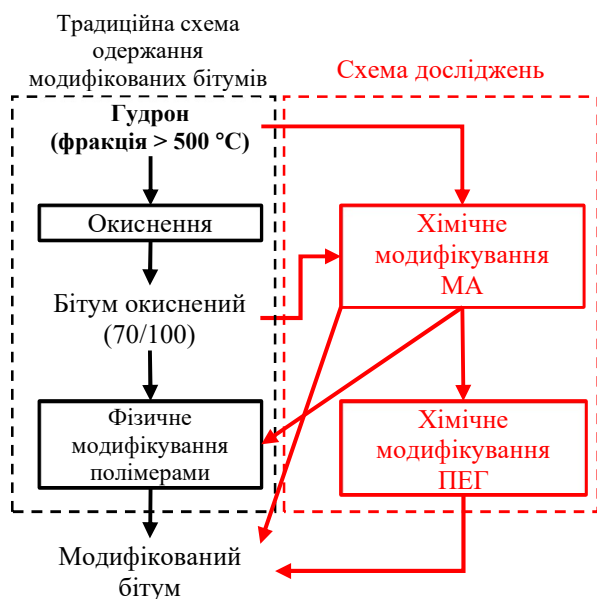 Традиційна схема
одержання
модифікованих бітумів
Схема досліджень
Гудрон
(фракція > 500 °C)
Окиснення
Хімічне
модифікування
МА
Бітум окиснений
(70/100)
Фізичне
модифікування
полімерами
Хімічне
модифікування
ПЕГ
Модифікований
бітум